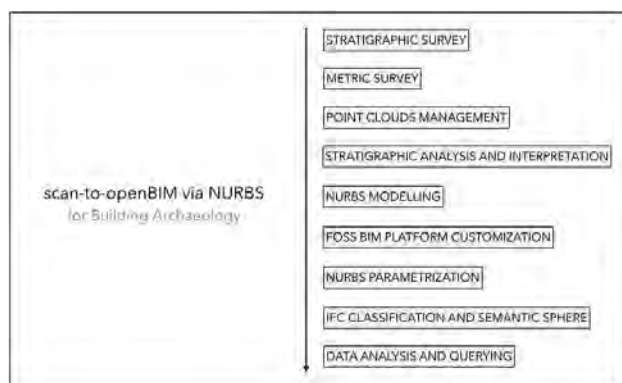 scan-to-openBIM via NURBS
for Building Archaeology
STRATIGRAPHIC SURVEY
METRIC SURVEY
POINT CLOUDS MANAGEMENT
STRATIGRAPHIC ANALYSIS AND INTERPRETATION
NURBS MODELLING
FOSS BIM PLATFORM CUSTOMIZATION
NURBS PARAMETRIZATION
IFC CLASSIFICATION AND SEMANTIC SPHERE
DATA ANALYSIS AND QUERYING